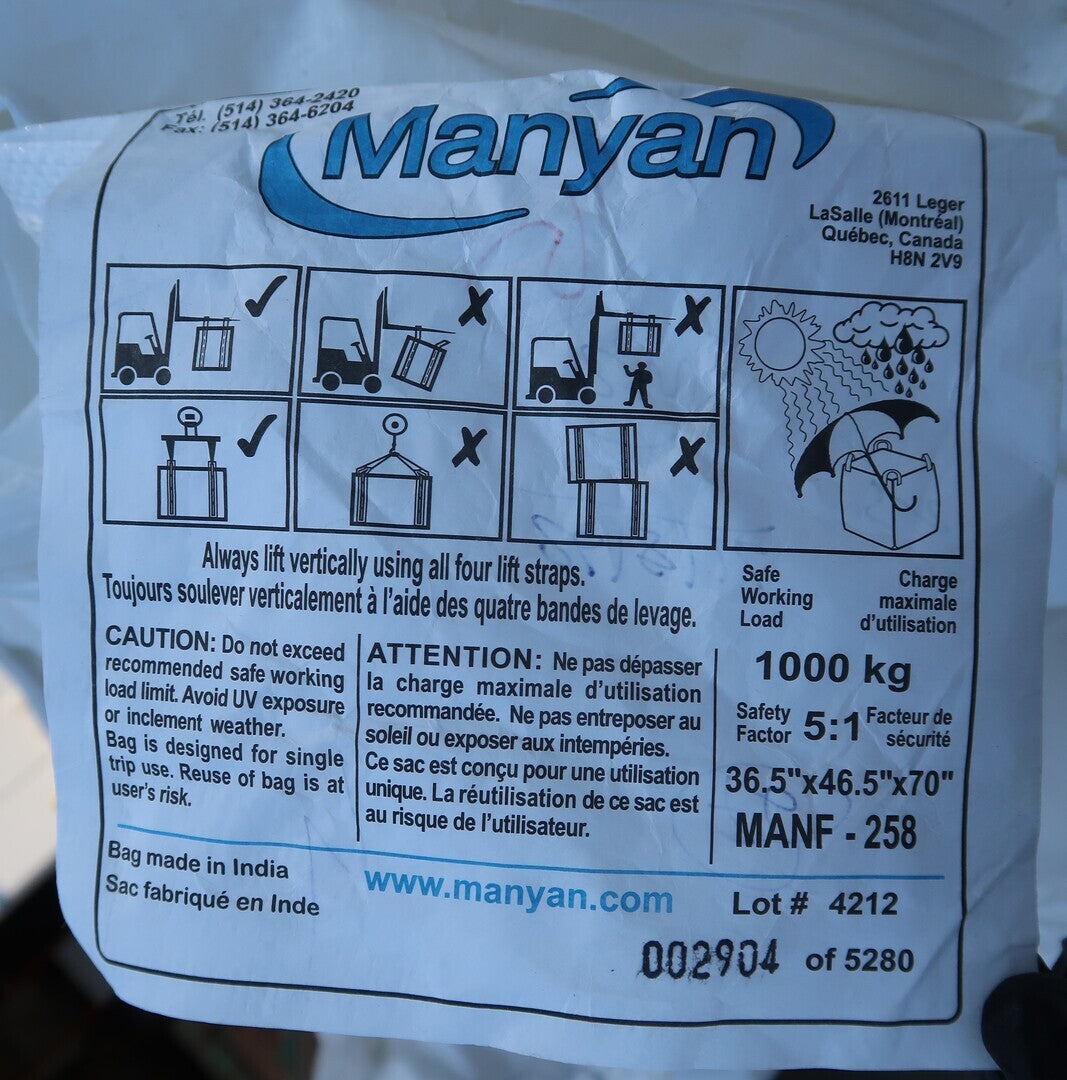 Tél. (514) 364-2420
Fax: (514) 364-6204
Manyan
2611 Leger
LaSalle (Montréal)
Québec, Canada
H8N 2V9
Always lift vertically using all four lift straps.
Toujours soulever verticalement à l'aide des quatre bandes de levage.
CAUTION: Do not exceed
recommended safe working
load limit. Avoid UV exposure
or inclement weather.
Bag is designed for single
trip use. Reuse of bag is at
user's risk.
ATTENTION: Ne pas dépasser
la charge maximale d'utilisation
recommandée. Ne pas entreposer au
soleil ou exposer aux intempéries.
Ce sac est conçu pour une utilisation
unique. La réutilisation de ce sac est
au risque de l'utilisateur.
Safe
Working
Load
Charge
maximale
d'utilisation
1000 kg
Safety
Factor
5:1
Facteur de
sécurité
36.5"x46.5"x70"
MANF - 258
Bag made in India
Sac fabriqué en Inde
www.manyan.com
Lot # 4212
002904 of 5280